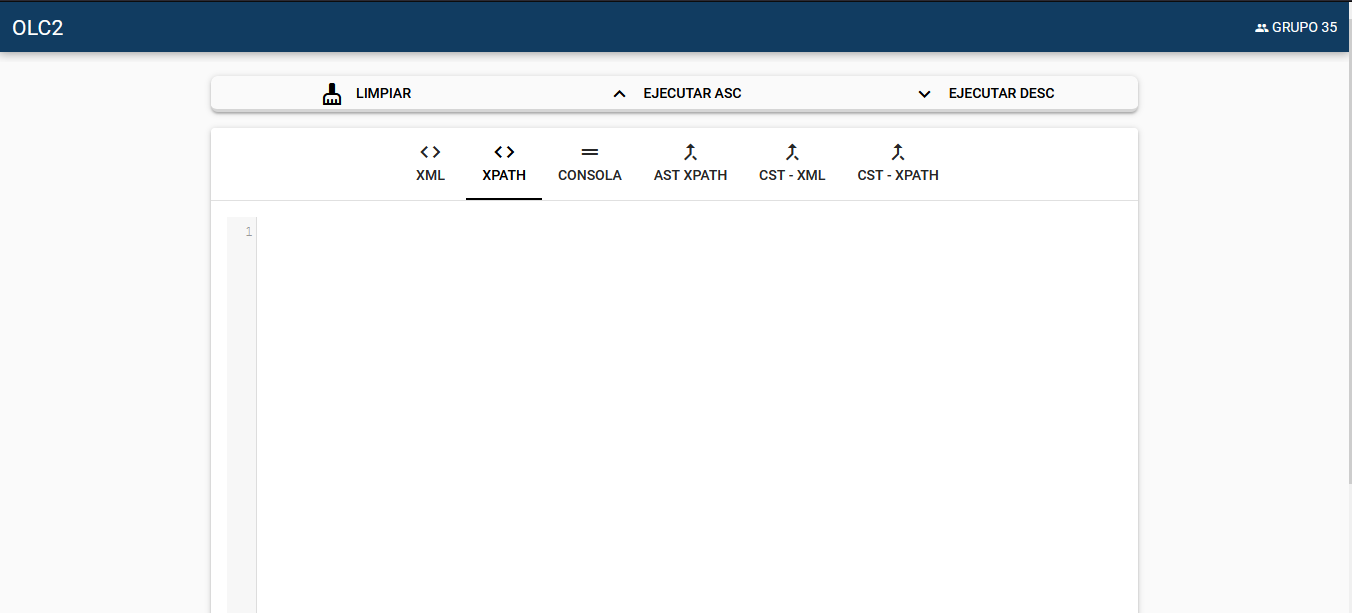 OLC2
GRUPO 35
LIMPIAR
EJECUTAR ASC
EJECUTAR DESC
XML
XPATH
CONSOLA
AST XPATH
CST - XML
CST - XPATH
1